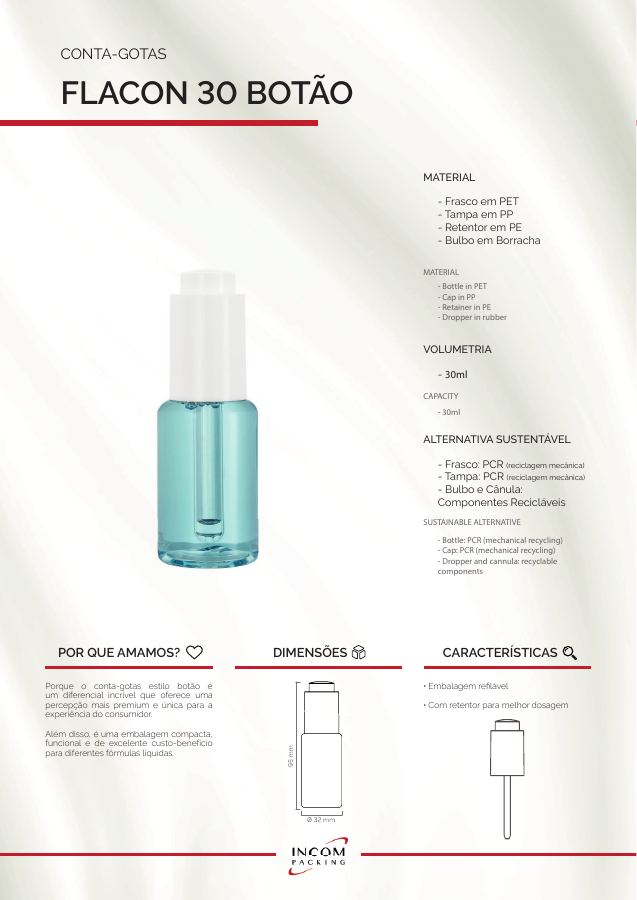 CONTA-GOTAS
FLACON 30 BOTÃO
MATERIAL
- Frasco em PET
- Tampa em PP
- Retentor em PE
- Bulbo em Borracha
MATERIAL
- Bottle in PET
- Cap in PP
- Retainer in PE
- Dropper in rubber
VOLUMETRIA
- 30ml
CAPACITY
- 30ml
ALTERNATIVA SUSTENTÁVEL
- Frasco: PCR (reciclagem mecânica)
- Tampa: PCR (reciclagem mecânica)
- Bulbo e Cânula:
Componentes Recicláveis
SUSTAINABLE ALTERNATIVE
- Bottle: PCR (mechanical recycling)
- Cap: PCR (mechanical recycling)
- Dropper and cannula: recyclable
components
POR QUE AMAMOS?
Porque o conta-gotas estilo botão é
um diferencial incrível que oferece uma
percepção mais premium e única para a
experiência do consumidor.
Além disso, é uma embalagem compacta,
funcional e de excelente custo-benefício
para diferentes fórmulas líquidas.
DIMENSÕES
95 mm
Ø 32 mm
CARACTERÍSTICAS
• Embalagem refilável
• Com retentor para melhor dosagem
INCOM
PACKING